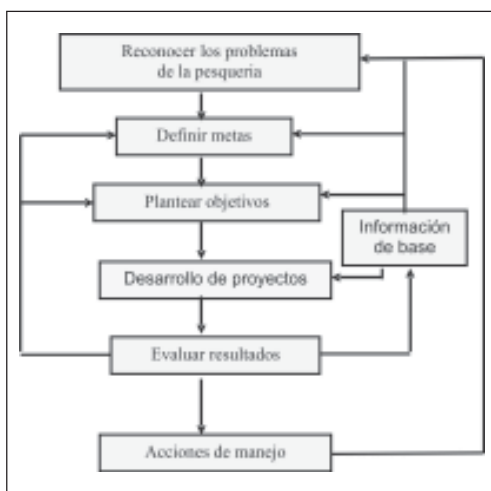 Reconocer los problemas
de la pesquería
Definir metas
Plantear objetivos
Información
de base
Desarrollo de proyectos
Evaluar resultados
Acciones de manejo